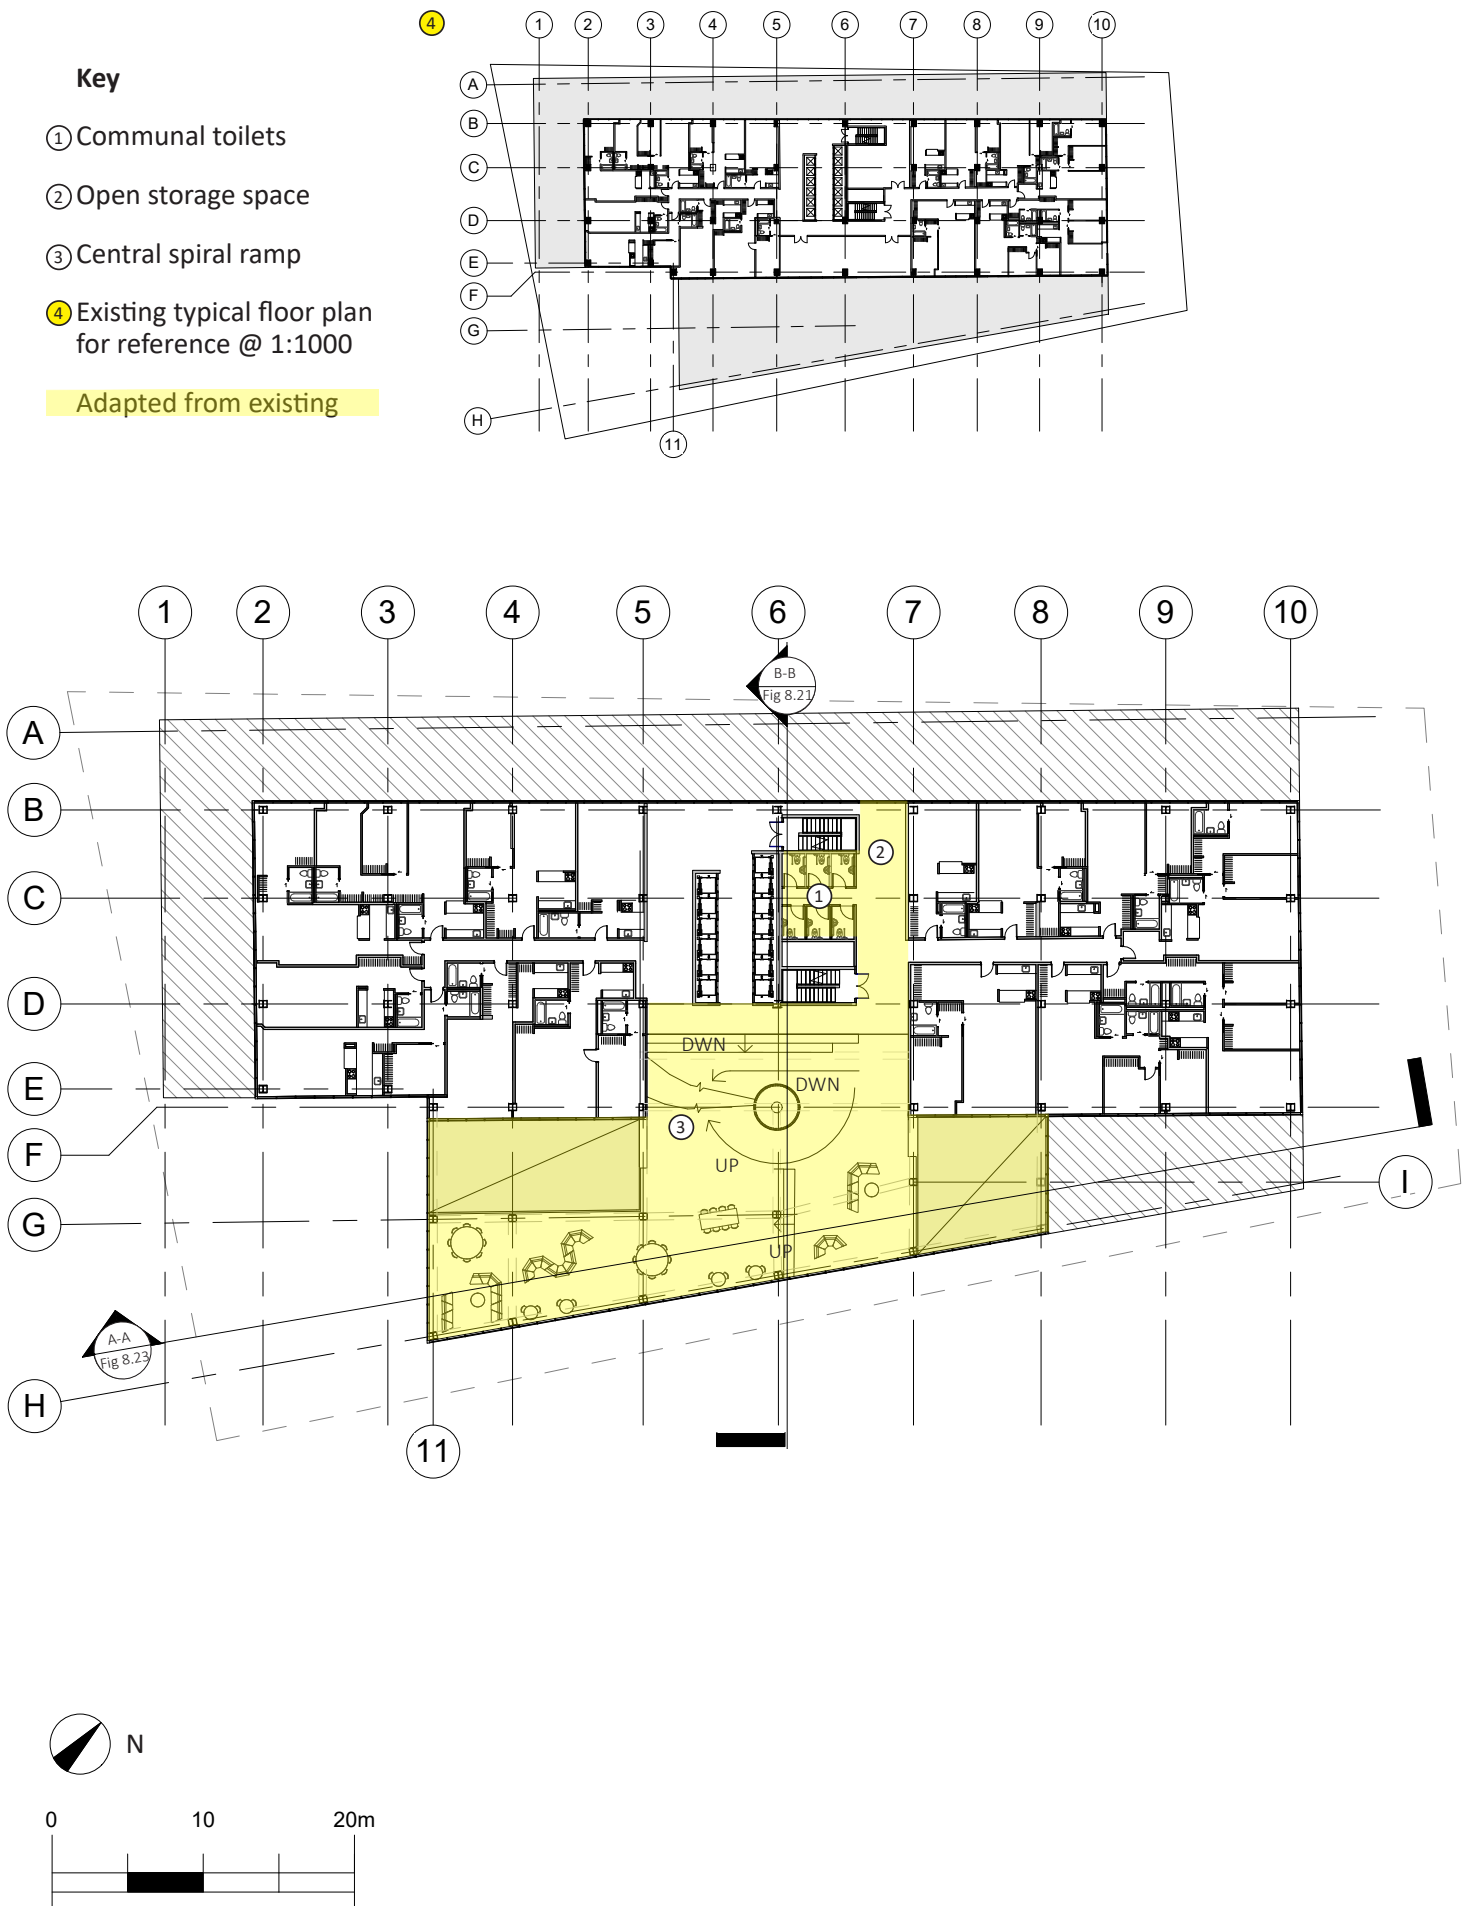 Key
1 Communal toilets
2 Open storage space
3 Central spiral ramp
4 Existing typical floor plan
for reference @ 1:1000
Adapted from existing
4
1 2 3 4 5 6 7 8 9 10
A
B
C
D
E
F
G
H
11
1 2 3 4 5 6 7 8 9 10
B-B
Fig 8.21
A
B
2
C
1
D
DWN
DWN
E
3
F
UP
I
G
UP
A-A
Fig 8.23
H
11
N
0 10 20m